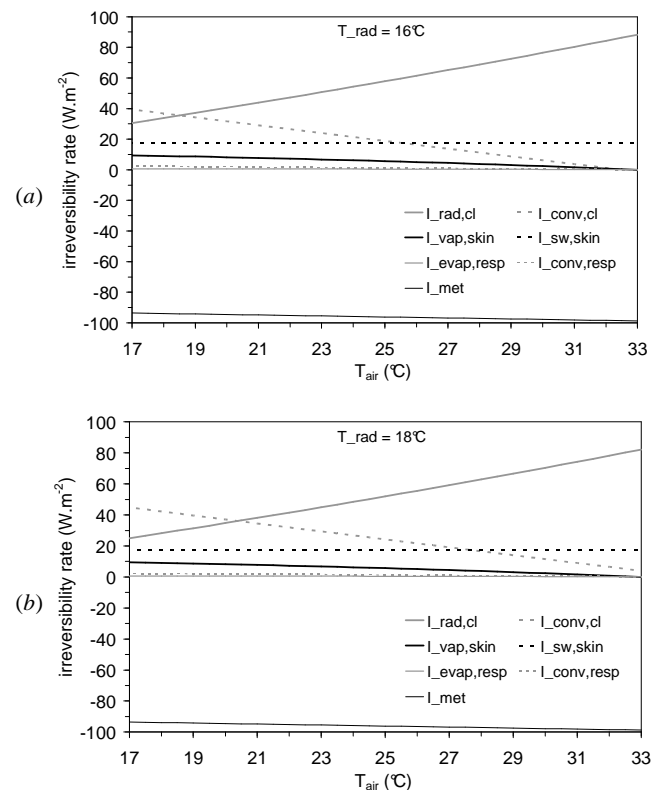 (a)
irreversibility rate (W.m-2)
100
80
60
40
20
0
-20
-40
-60
-80
-100
T_rad = 16°C
I_rad,cl I_conv,cl
I_vap,skin I_sw,skin
I_evap,resp I_conv,resp
I_met
17 19 21 23 25 27 29 31 33
Tair (°C)
(b)
irreversibility rate (W.m-2)
100
80
60
40
20
0
-20
-40
-60
-80
-100
T_rad = 18°C
I_rad,cl I_conv,cl
I_vap,skin I_sw,skin
I_evap,resp I_conv,resp
I_met
17 19 21 23 25 27 29 31 33
Tair (°C)